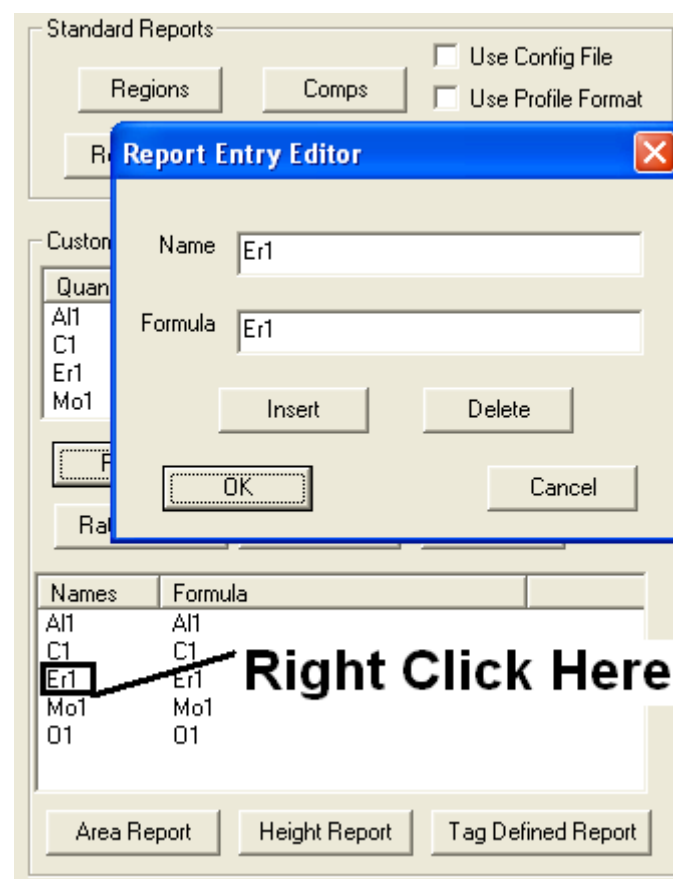 Standard Reports
Use Config File
Regions Comps
Use Profile Format
Report Entry Editor
Name Er1
Formula Er1
Insert Delete
OK Cancel
Al1
C1
Er1
Mo1
Names Formula
Al1 Al1
C1 C1
Er1 Er1
Mo1 Mo1
O1 O1
Right Click Here
Area Report Height Report Tag Defined Report